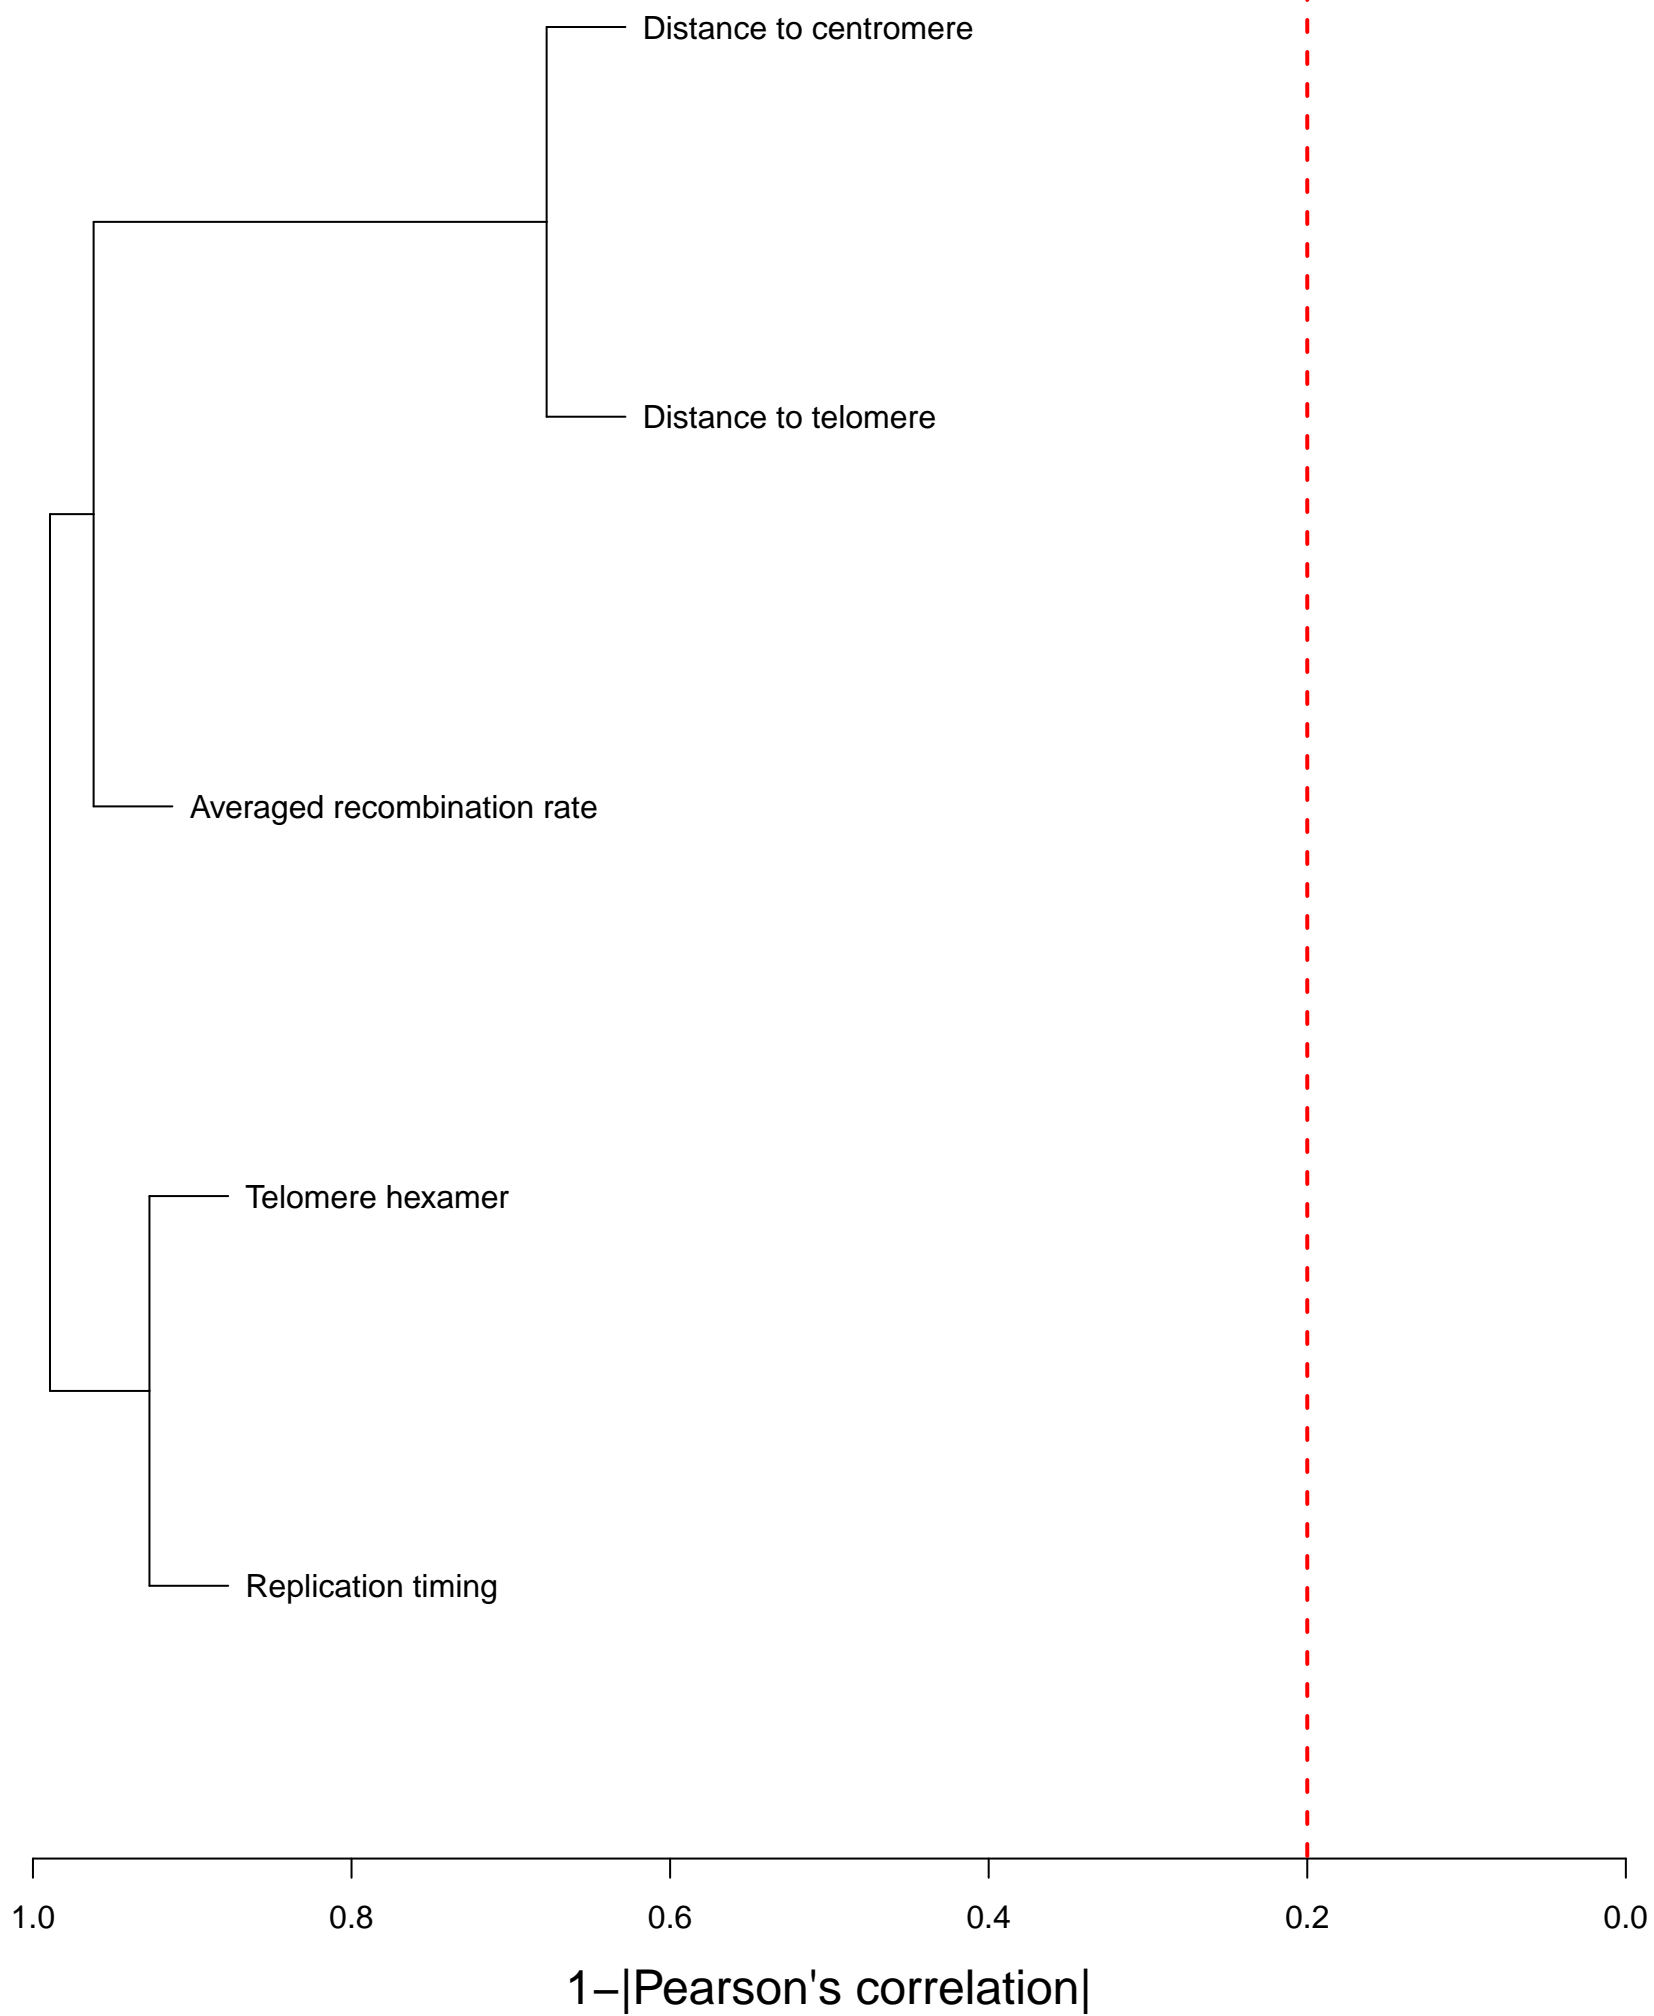 Distance to centromere
Distance to telomere
Averaged recombination rate
Telomere hexamer
Replication timing
1.0 0.8 0.6 0.4 0.2 0.0
1−|Pearson's correlation|